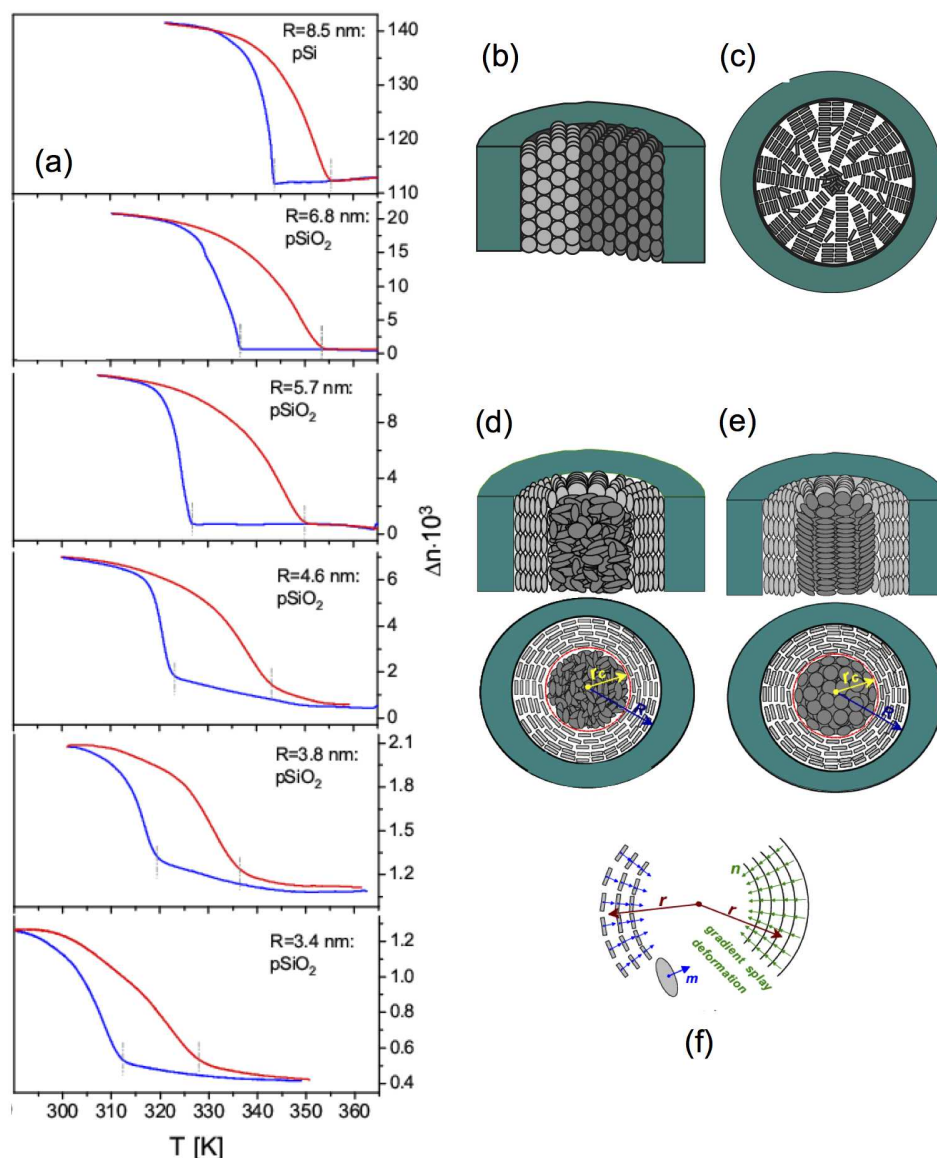 (a)
R=8.5 nm:
pSi
140
130
120
110
R=6.8 nm:
pSiO₂
20
15
10
5
0
R=5.7 nm:
pSiO₂
8
4
0
Δn·10³
R=4.6 nm:
pSiO₂
6
4
2
0
R=3.8 nm:
pSiO₂
2.1
1.8
1.5
1.2
R=3.4 nm:
pSiO₂
1.2
1.0
0.8
0.6
0.4
300 310 320 330 340 350 360
T [K]
(b)
(c)
(d)
(e)
rc
R
rc
R
n
r
r
m
gradient splay
deformation
(f)